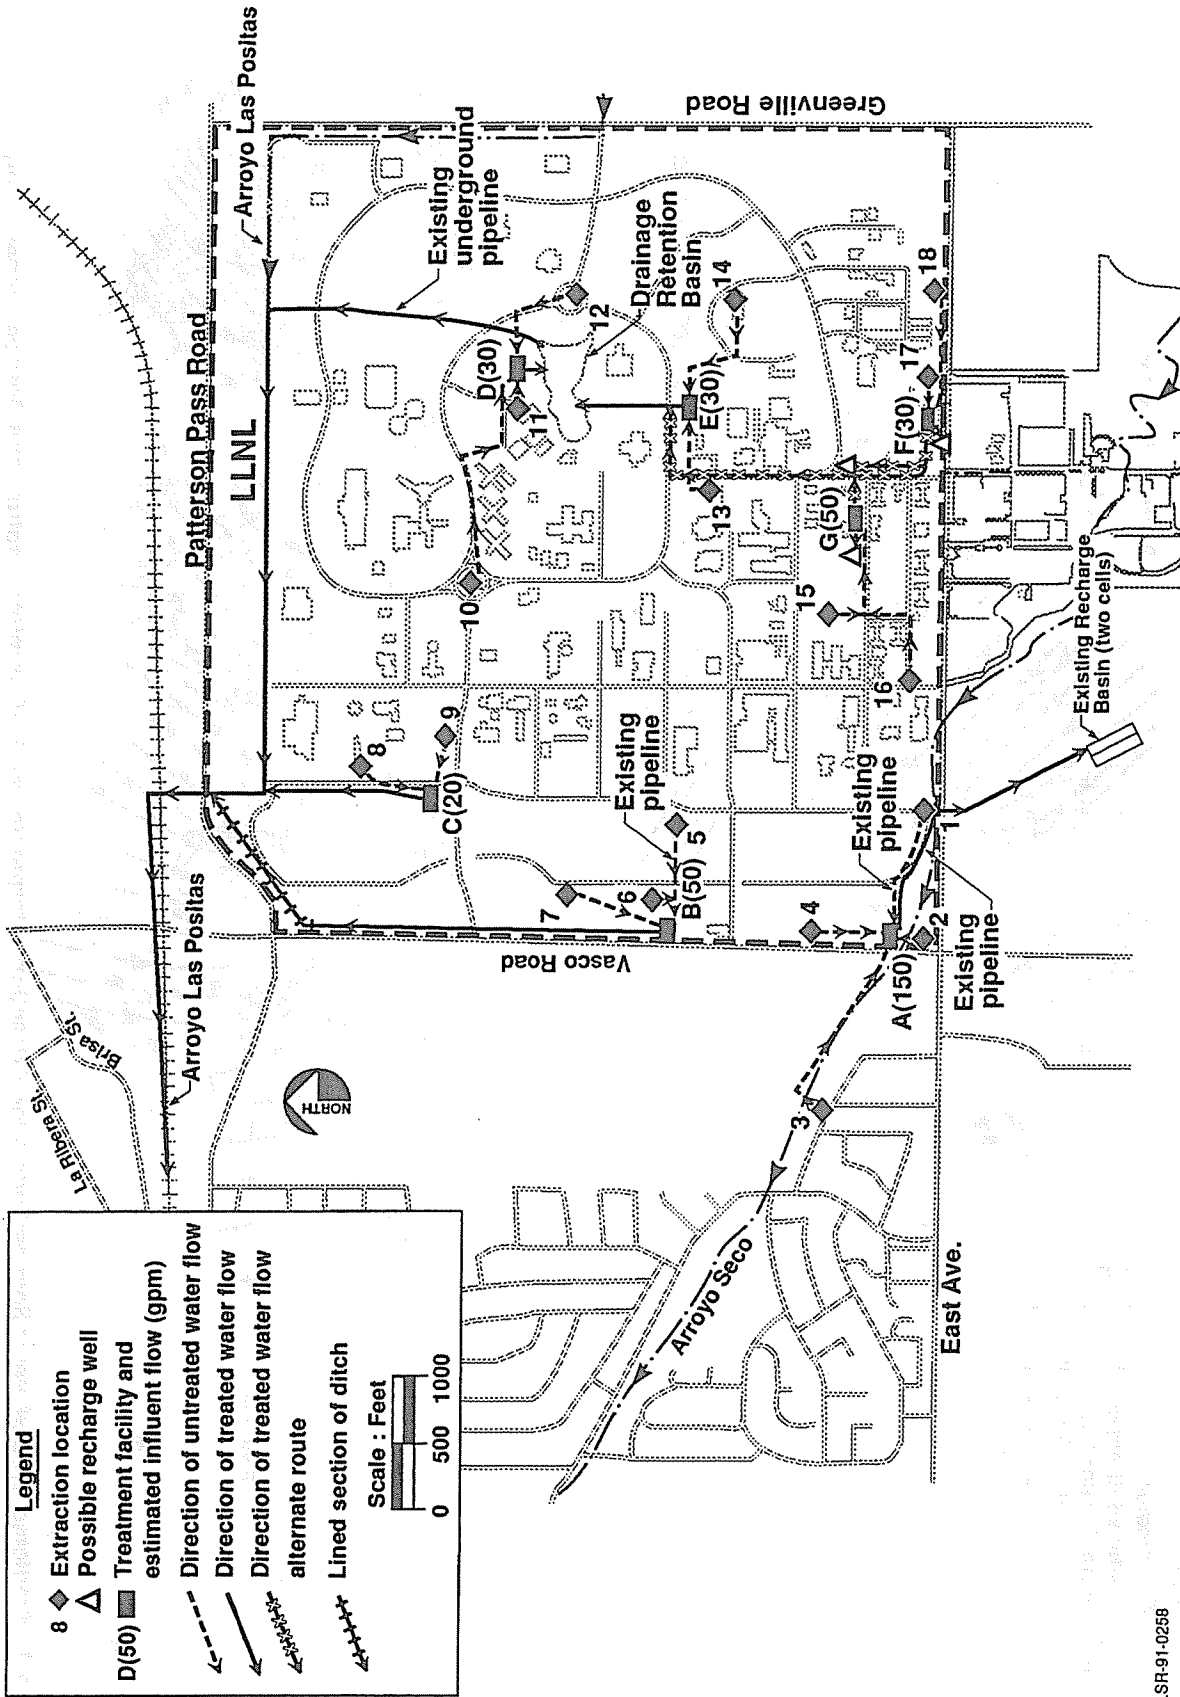 Legend
8 Extraction location
Possible recharge well
D(50) Treatment facility and
estimated influent flow (gpm)
Direction of untreated water flow
Direction of treated water flow
Direction of treated water flow
alternate route
Lined section of ditch
Scale : Feet
0 500 1000
NORTH
La Ribera St.
Brisa St.
Arroyo Las Positas
Patterson Pass Road
LLNL
Arroyo Las Positas
Existing
underground
pipeline
Greenville Road
Drainage
Retention
Basin
Vasco Road
Existing
pipeline
Existing
pipeline
Existing
pipeline
Existing Recharge
Basin (two cells)
Arroyo Seco
East Ave.
A(150)
B(50)
C(20)
D(30)
E(30)
F(30)
G(50)
1
2
3
4
5
6
7
8
9
10
11
12
13
14
15
16
17
18
.SR-91-0258